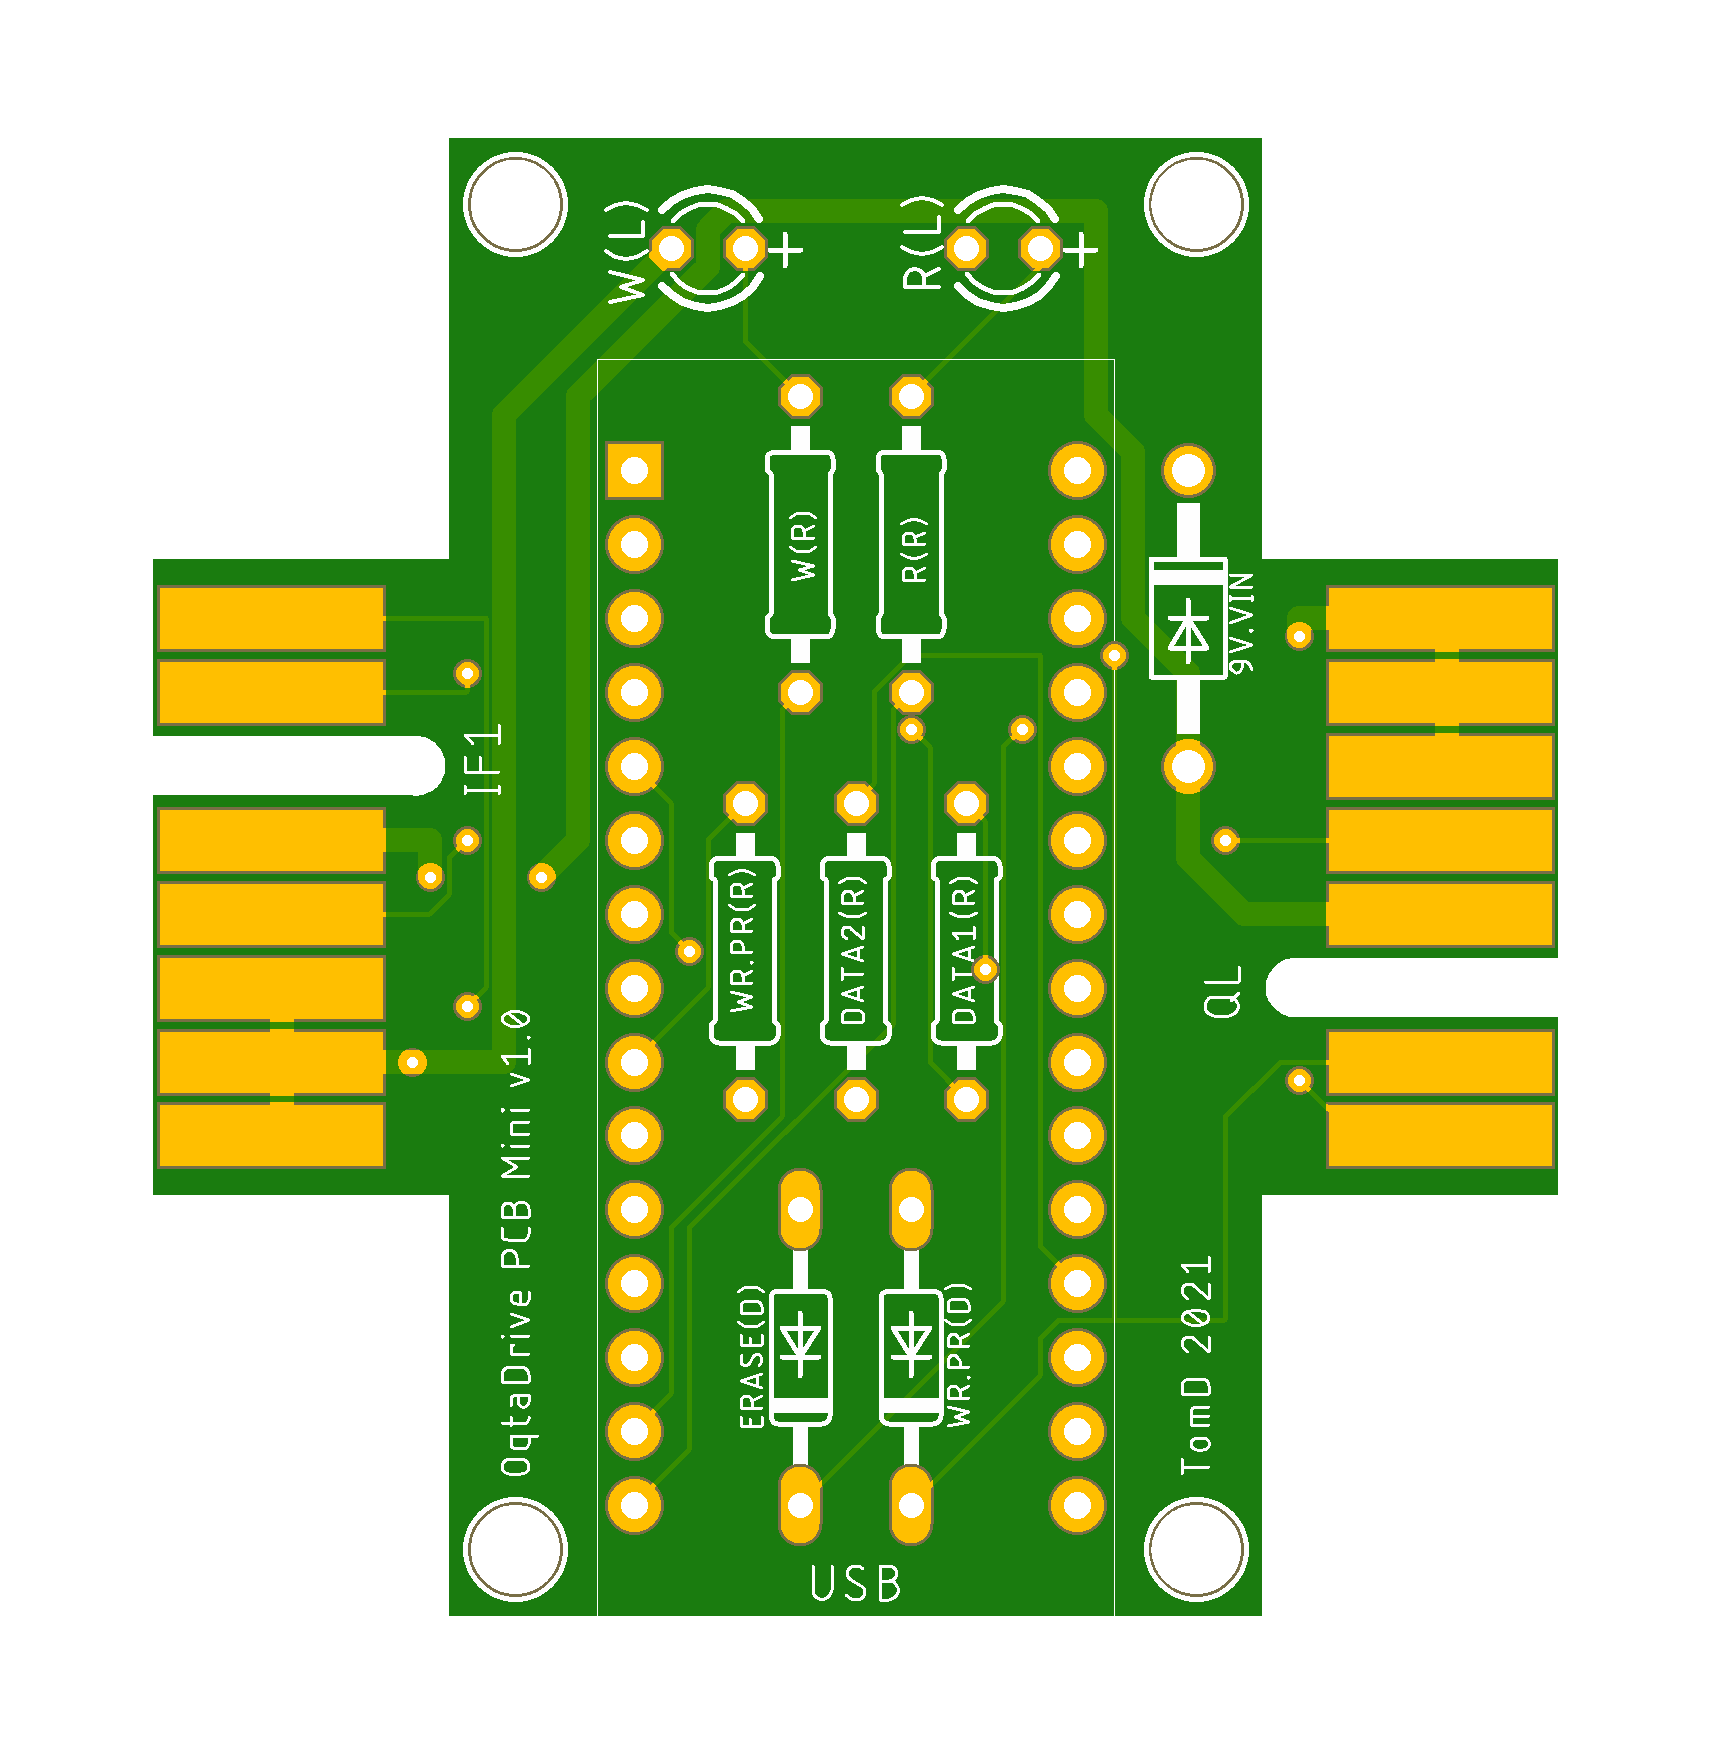 W(L)
+
R(L)
+
W(R)
R(R)
9V.VIN
IF1
WR.PR(R)
DATA2(R)
DATA1(R)
QL
OqtaDrive PCB Mini v1.0
ERASE(D)
WR.PR(D)
TomD 2021
USB